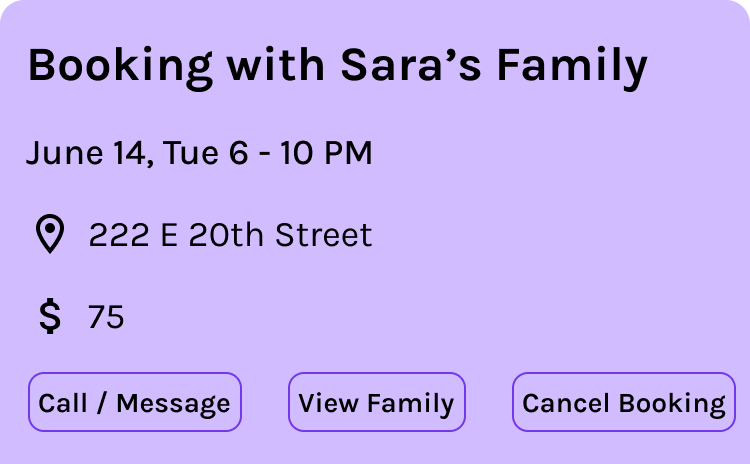 Booking with Sara’s Family
June 14, Tue 6 - 10 PM
222 E 20th Street
$ 75
Call / Message View Family Cancel Booking